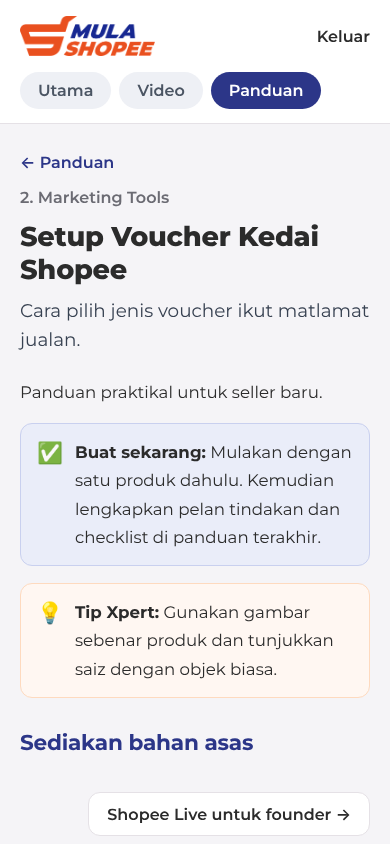 MULA
SHOPEE
Keluar
Utama
Video
Panduan
← Panduan
2. Marketing Tools
Setup Voucher Kedai
Shopee
Cara pilih jenis voucher ikut matlamat
jualan.
Panduan praktikal untuk seller baru.
✅ Buat sekarang: Mulakan dengan
satu produk dahulu. Kemudian
lengkapkan pelan tindakan dan
checklist di panduan terakhir.
💡 Tip Xpert: Gunakan gambar
sebenar produk dan tunjukkan
saiz dengan objek biasa.
Sediakan bahan asas
Shopee Live untuk founder →